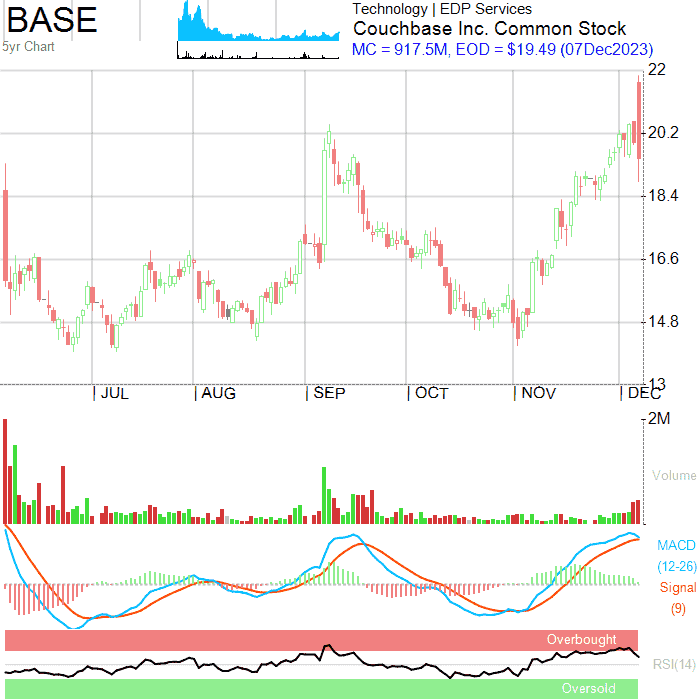 BASE
5yr Chart
Technology | EDP Services
Couchbase Inc. Common Stock
MC = 917.5M, EOD = $19.49 (07Dec2023)
22
20.2
18.4
16.6
14.8
13
| JUL | AUG | SEP | OCT | NOV | DEC
2M
Volume
MACD
(12-26)
Signal
(9)
Overbought
RSI(14)
Oversold